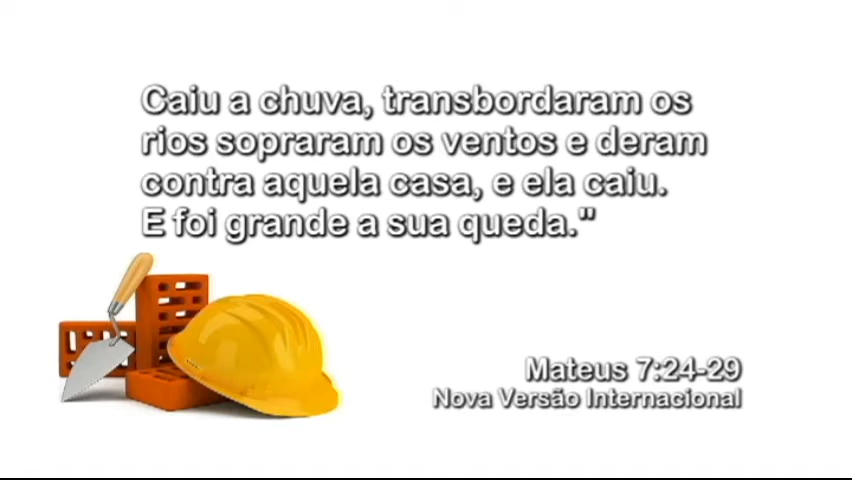 Caiu a chuva, transbordaram os
rios sopraram os ventos e deram
contra aquela casa, e ela caiu.
E foi grande a sua queda."
Mateus 7:24-29
Nova Versão Internacional